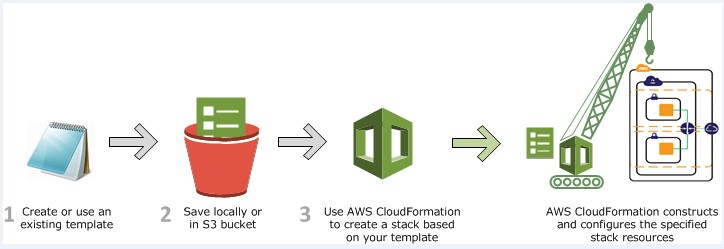 1 Create or use an
existing template
2 Save locally or
in S3 bucket
3 Use AWS CloudFormation
to create a stack based
on your template
aws
AWS CloudFormation constructs
and configures the specified
stack resources